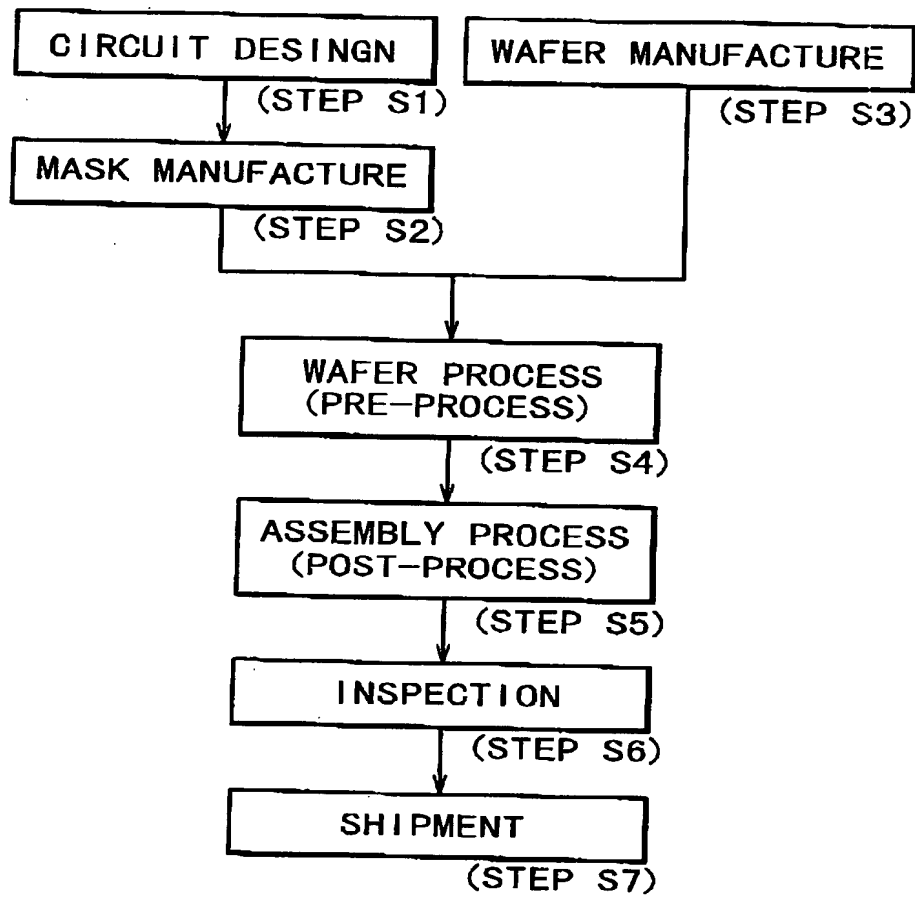 CIRCUIT DESINGN
(STEP S1)
WAFER MANUFACTURE
(STEP S3)
MASK MANUFACTURE
(STEP S2)
WAFER PROCESS
(PRE-PROCESS)
(STEP S4)
ASSEMBLY PROCESS
(POST-PROCESS)
(STEP S5)
INSPECTION
(STEP S6)
SHIPMENT
(STEP S7)